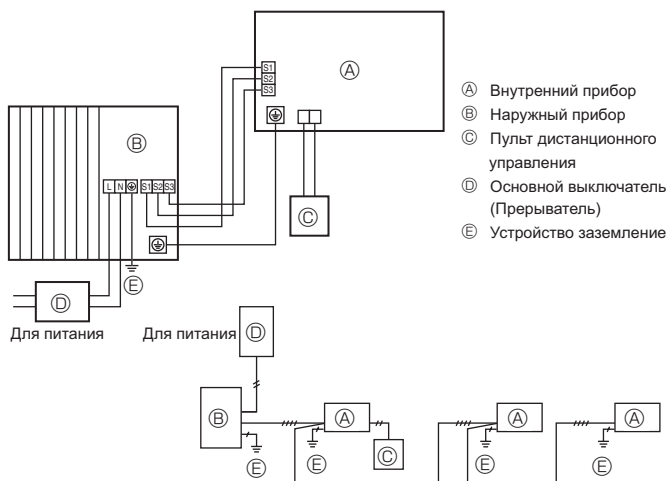 S1
S2
S3
Ⓐ
Ⓑ
L N S1 S2 S3
Ⓒ
Ⓔ
Ⓓ
Для питания
Ⓐ Внутренний прибор
Ⓑ Наружный прибор
Ⓒ Пульт дистанционного
управления
Ⓓ Основной выключатель
(Прерыватель)
Ⓔ Устройство заземление
Для питания Ⓓ
Ⓑ Ⓐ Ⓐ Ⓐ
Ⓒ
Ⓔ Ⓔ Ⓔ Ⓔ